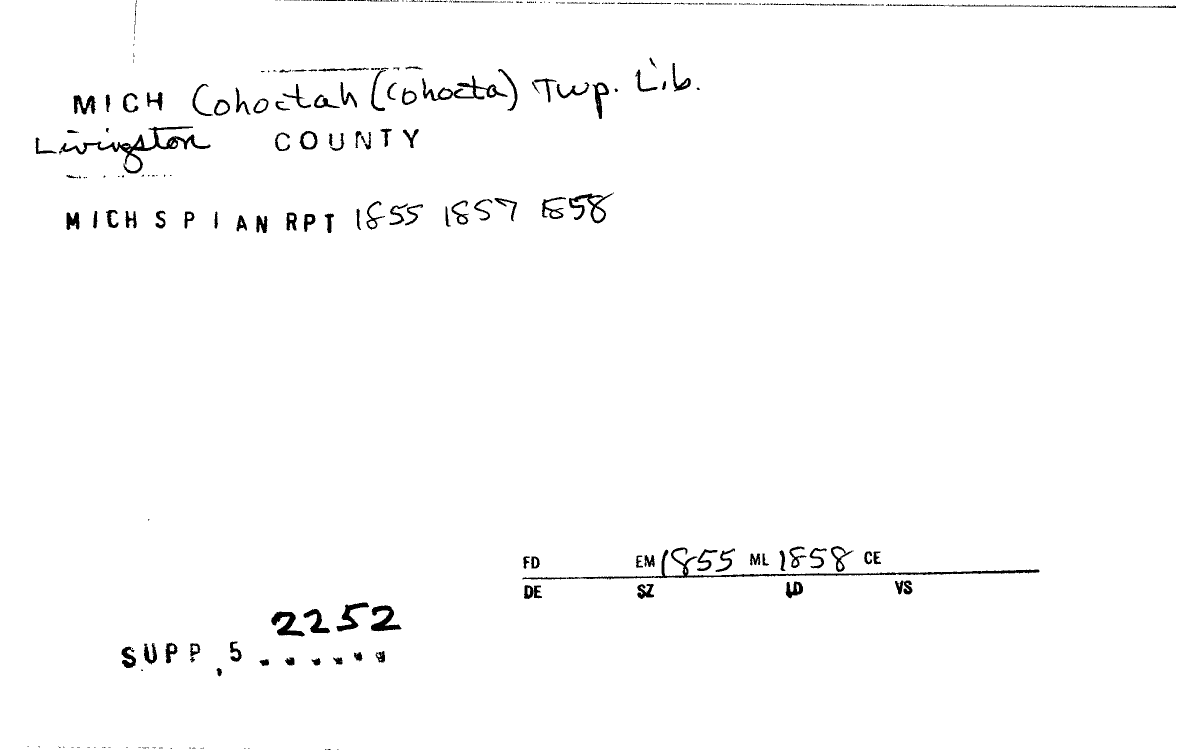 MICH Cohoctah (Cohocta) Twp. Lib.
Livingston COUNTY
MICH S P I AN RPT 1855 1857 1858
FD EM 1855 ML 1858 CE
DE SZ LD VS
2252
SUPP, 5 ......